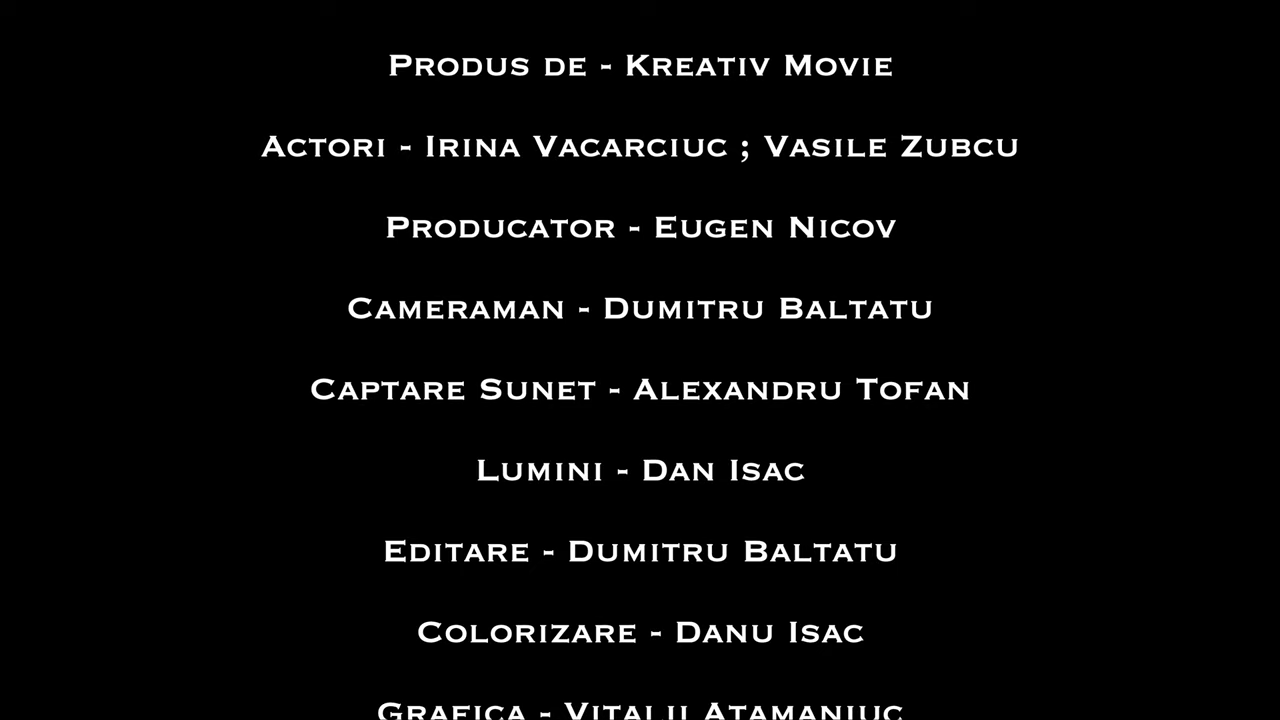 Produs de - Kreativ Movie
Actori - Irina Vacarciuc ; Vasile Zubcu
Producator - Eugen Nicov
Cameraman - Dumitru Baltatu
Captare Sunet - Alexandru Tofan
Lumini - Dan Isac
Editare - Dumitru Baltatu
Colorizare - Danu Isac
Grafica - Vitalii Atamaniuc